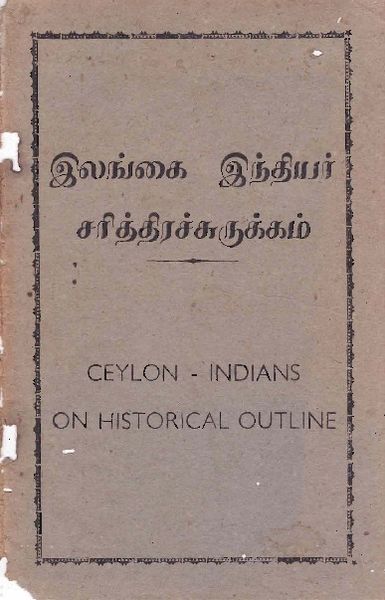 இலங்கை இந்தியர்
சரித்திரச்சுருக்கம்
CEYLON - INDIANS
ON HISTORICAL OUTLINE